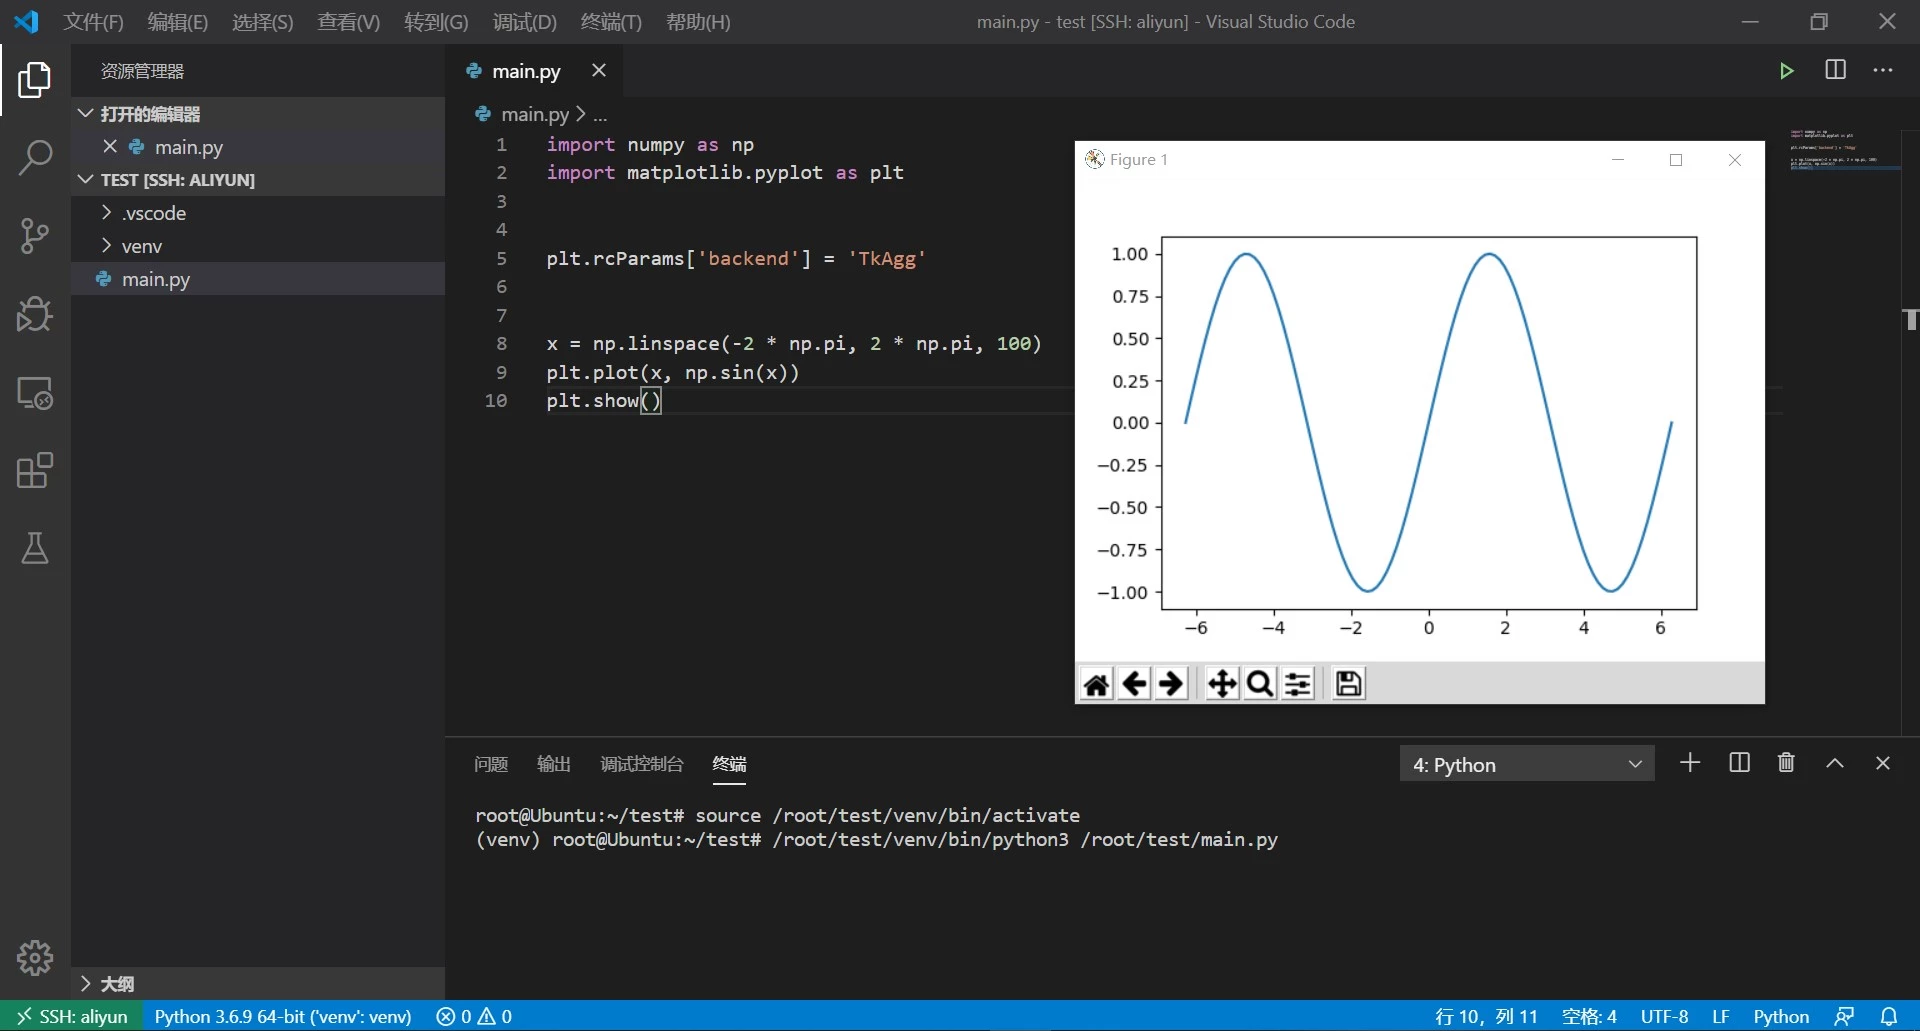 文件(F) 编辑(E) 选择(S) 查看(V) 转到(G) 调试(D) 终端(T) 帮助(H) main.py - test [SSH: aliyun] - Visual Studio Code
资源管理器
打开的编辑器
main.py
TEST [SSH: ALIYUN]
.vscode
venv
main.py
大纲
main.py
main.py > ...
1 import numpy as np
2 import matplotlib.pyplot as plt
3
4
5 plt.rcParams['backend'] = 'TkAgg'
6
7
8 x = np.linspace(-2 * np.pi, 2 * np.pi, 100)
9 plt.plot(x, np.sin(x))
10 plt.show()
Figure 1
1.00
0.75
0.50
0.25
0.00
−0.25
−0.50
−0.75
−1.00
−6 −4 −2 0 2 4 6
问题 输出 调试控制台 终端 4: Python
root@Ubuntu:~/test# source /root/test/venv/bin/activate
(venv) root@Ubuntu:~/test# /root/test/venv/bin/python3 /root/test/main.py
SSH: aliyun Python 3.6.9 64-bit ('venv': venv) 0 0 行 10，列 11 空格: 4 UTF-8 LF Python